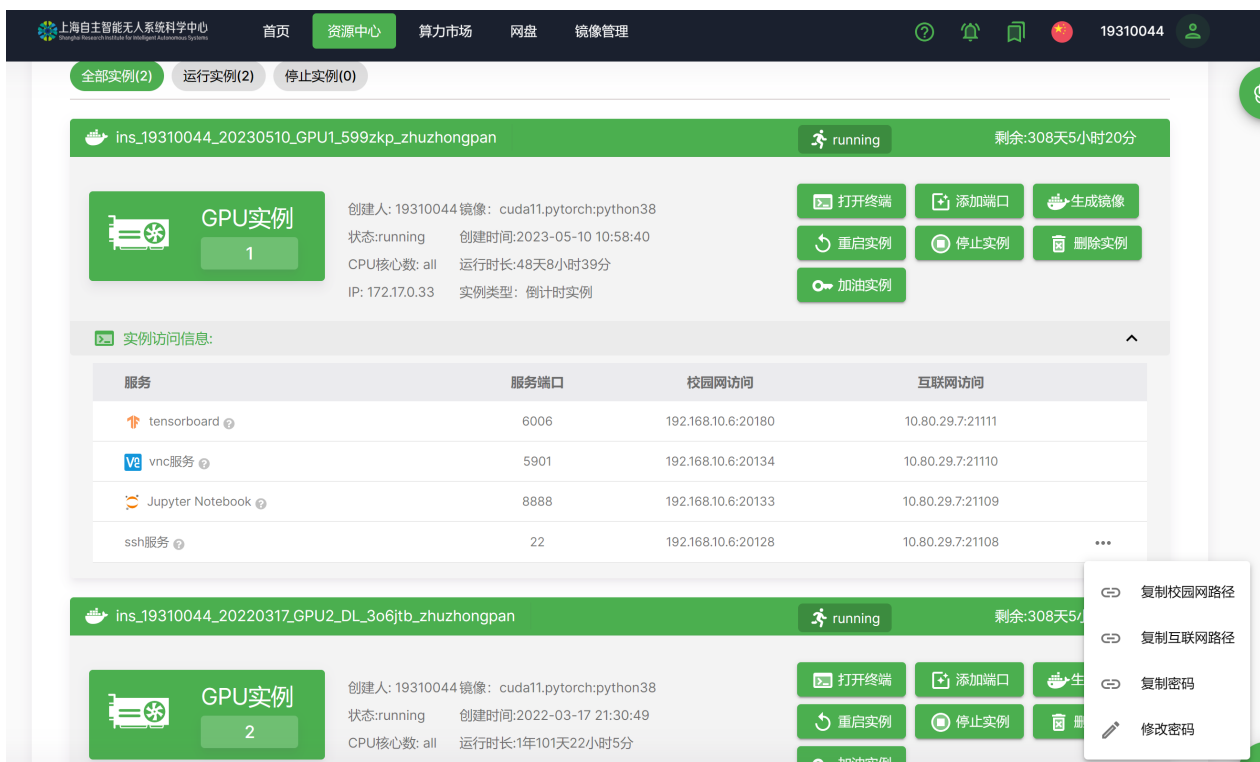 上海自主智能无人系统科学中心 首页 资源中心 算力市场 网盘 镜像管理 19310044
Shanghai Research Institute for Intelligent Autonomous Systems
全部实例(2) 运行实例(2) 停止实例(0)
ins_19310044_20230510_GPU1_599zkp_zhuzhongpan running 剩余:308天5小时20分
GPU实例
1
创建人: 19310044 镜像: cuda11.pytorch:python38
状态:running 创建时间:2023-05-10 10:58:40
CPU核心数: all 运行时长:48天8小时39分
IP: 172.17.0.33 实例类型: 倒计时实例
打开终端 添加端口 生成镜像
重启实例 停止实例 删除实例
加油实例
实例访问信息:
服务 服务端口 校园网访问 互联网访问
tensorboard 6006 192.168.10.6:20180 10.80.29.7:21111
vnc服务 5901 192.168.10.6:20134 10.80.29.7:21110
Jupyter Notebook 8888 192.168.10.6:20133 10.80.29.7:21109
ssh服务 22 192.168.10.6:20128 10.80.29.7:21108
复制校园网路径
复制互联网路径
复制密码
修改密码
ins_19310044_20220317_GPU2_DL_3o6jtb_zhuzhongpan running 剩余:308天5
GPU实例
2
创建人: 19310044 镜像: cuda11.pytorch:python38
状态:running 创建时间:2022-03-17 21:30:49
CPU核心数: all 运行时长:1年101天22小时5分
打开终端 添加端口 生
重启实例 停止实例
加油实例